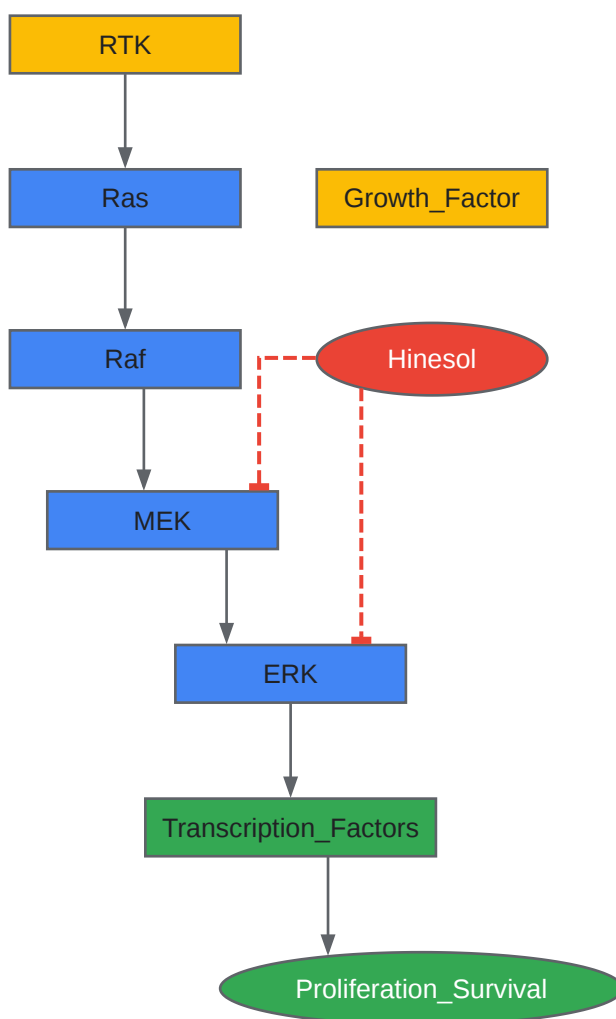 RTK
Ras
Growth_Factor
Raf
Hinesol
MEK
ERK
Transcription_Factors
Proliferation_Survival